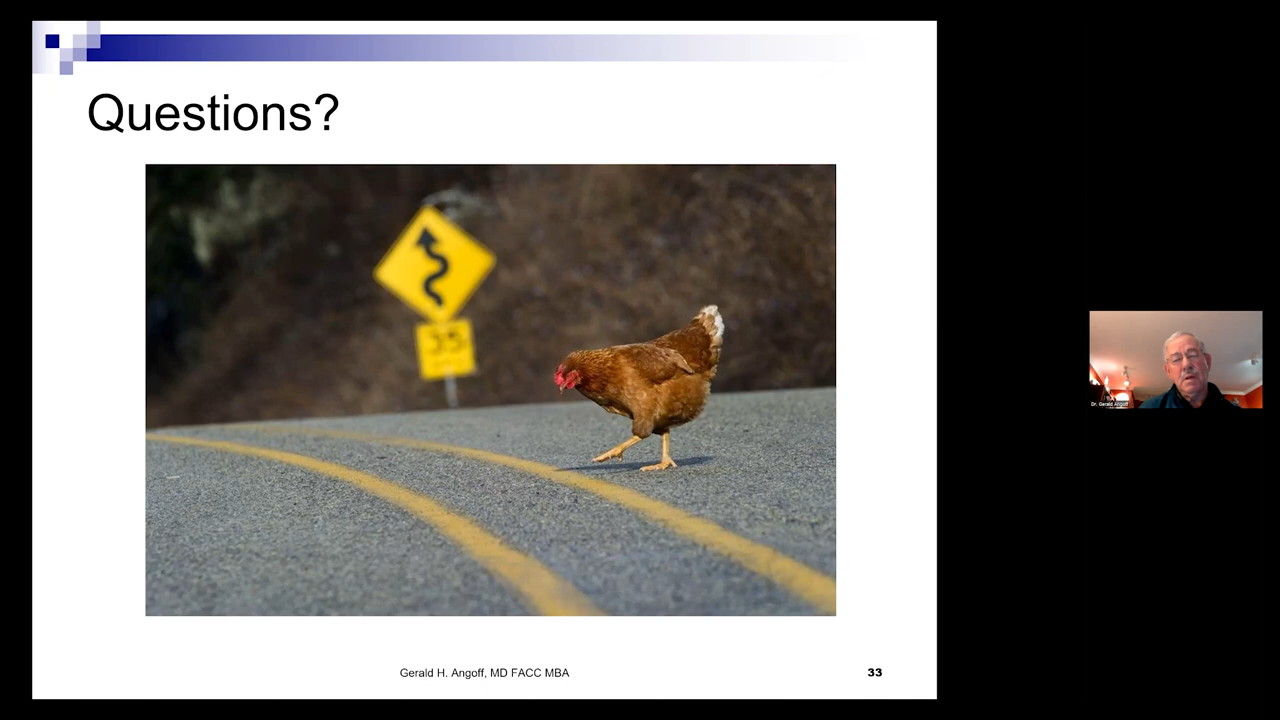 Questions?
35
Gerald H. Angoff, MD FACC MBA
33
Dr. Gerald Angoff